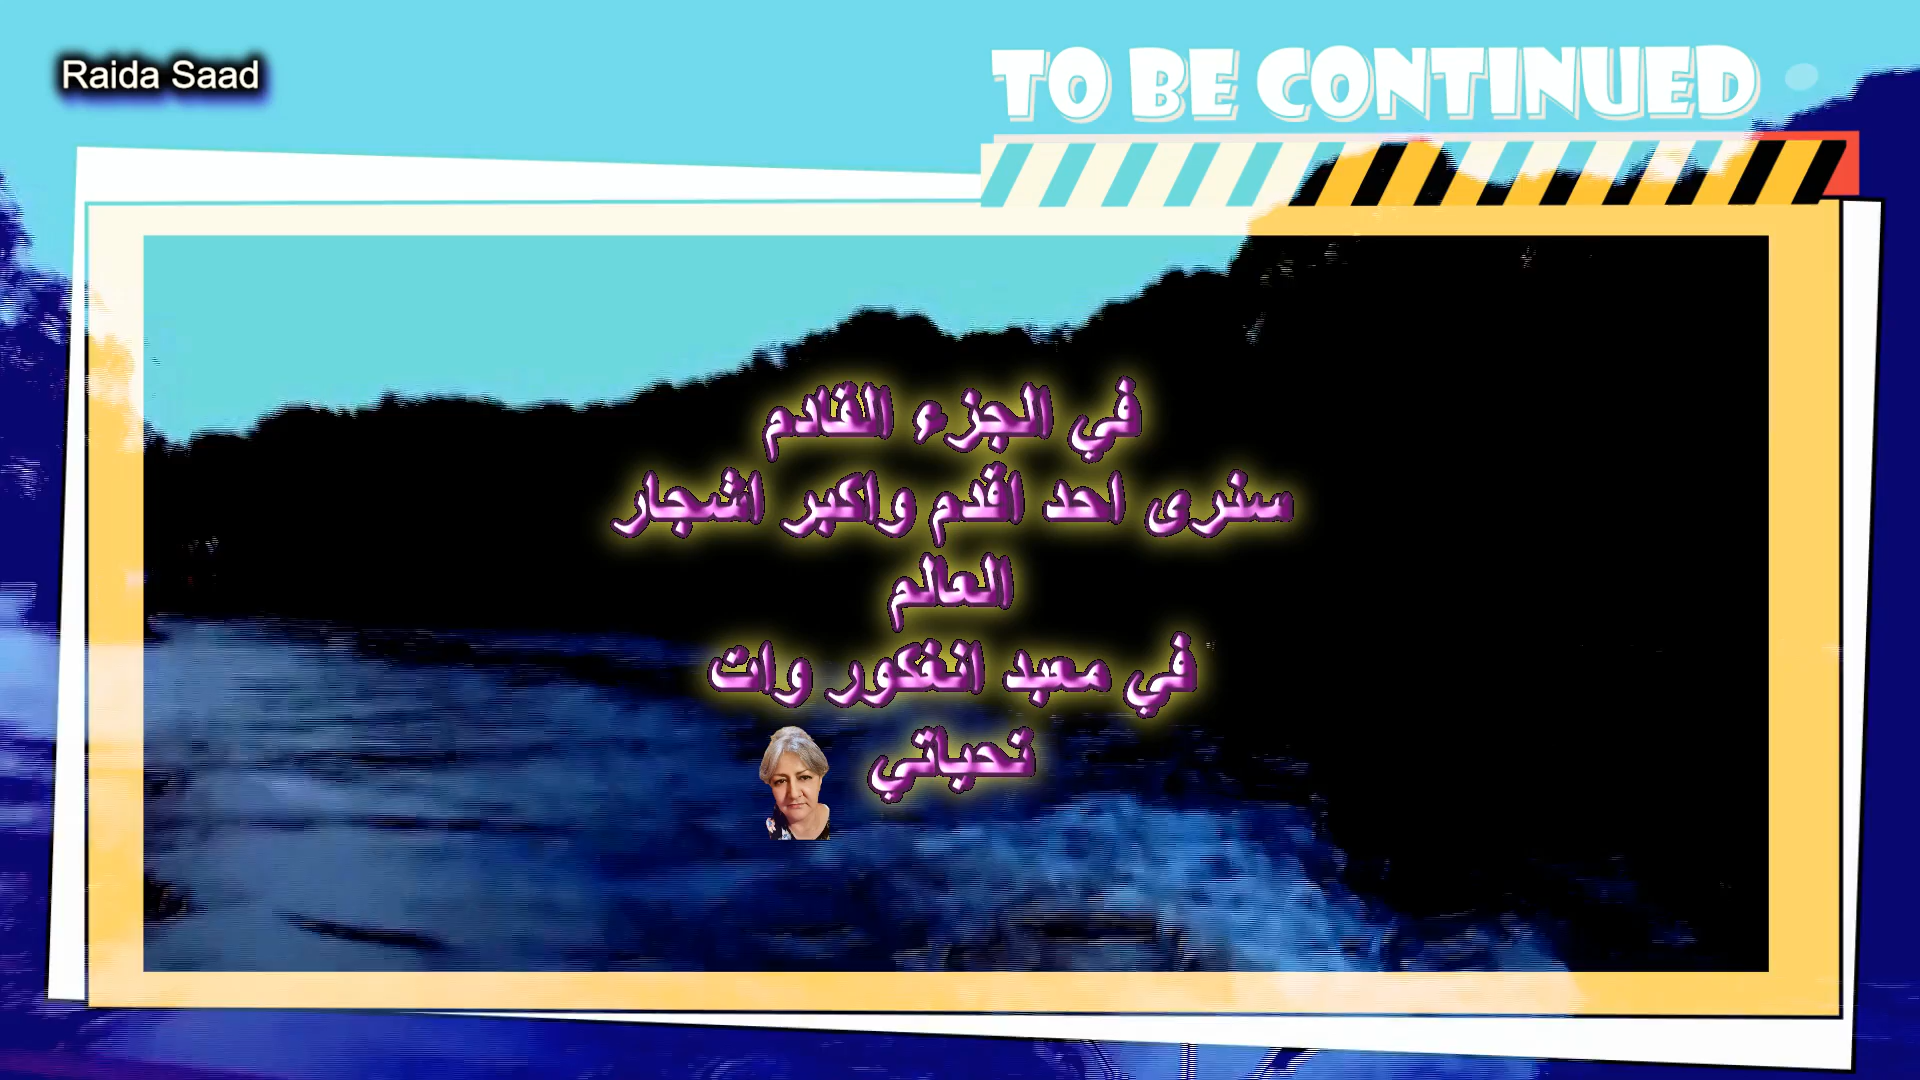 Raida Saad
TO BE CONTINUED
في الجزء القادم
سنرى احد اقدم واكبر اشجار
العالم
في معبد انغكور وات
تحياتي